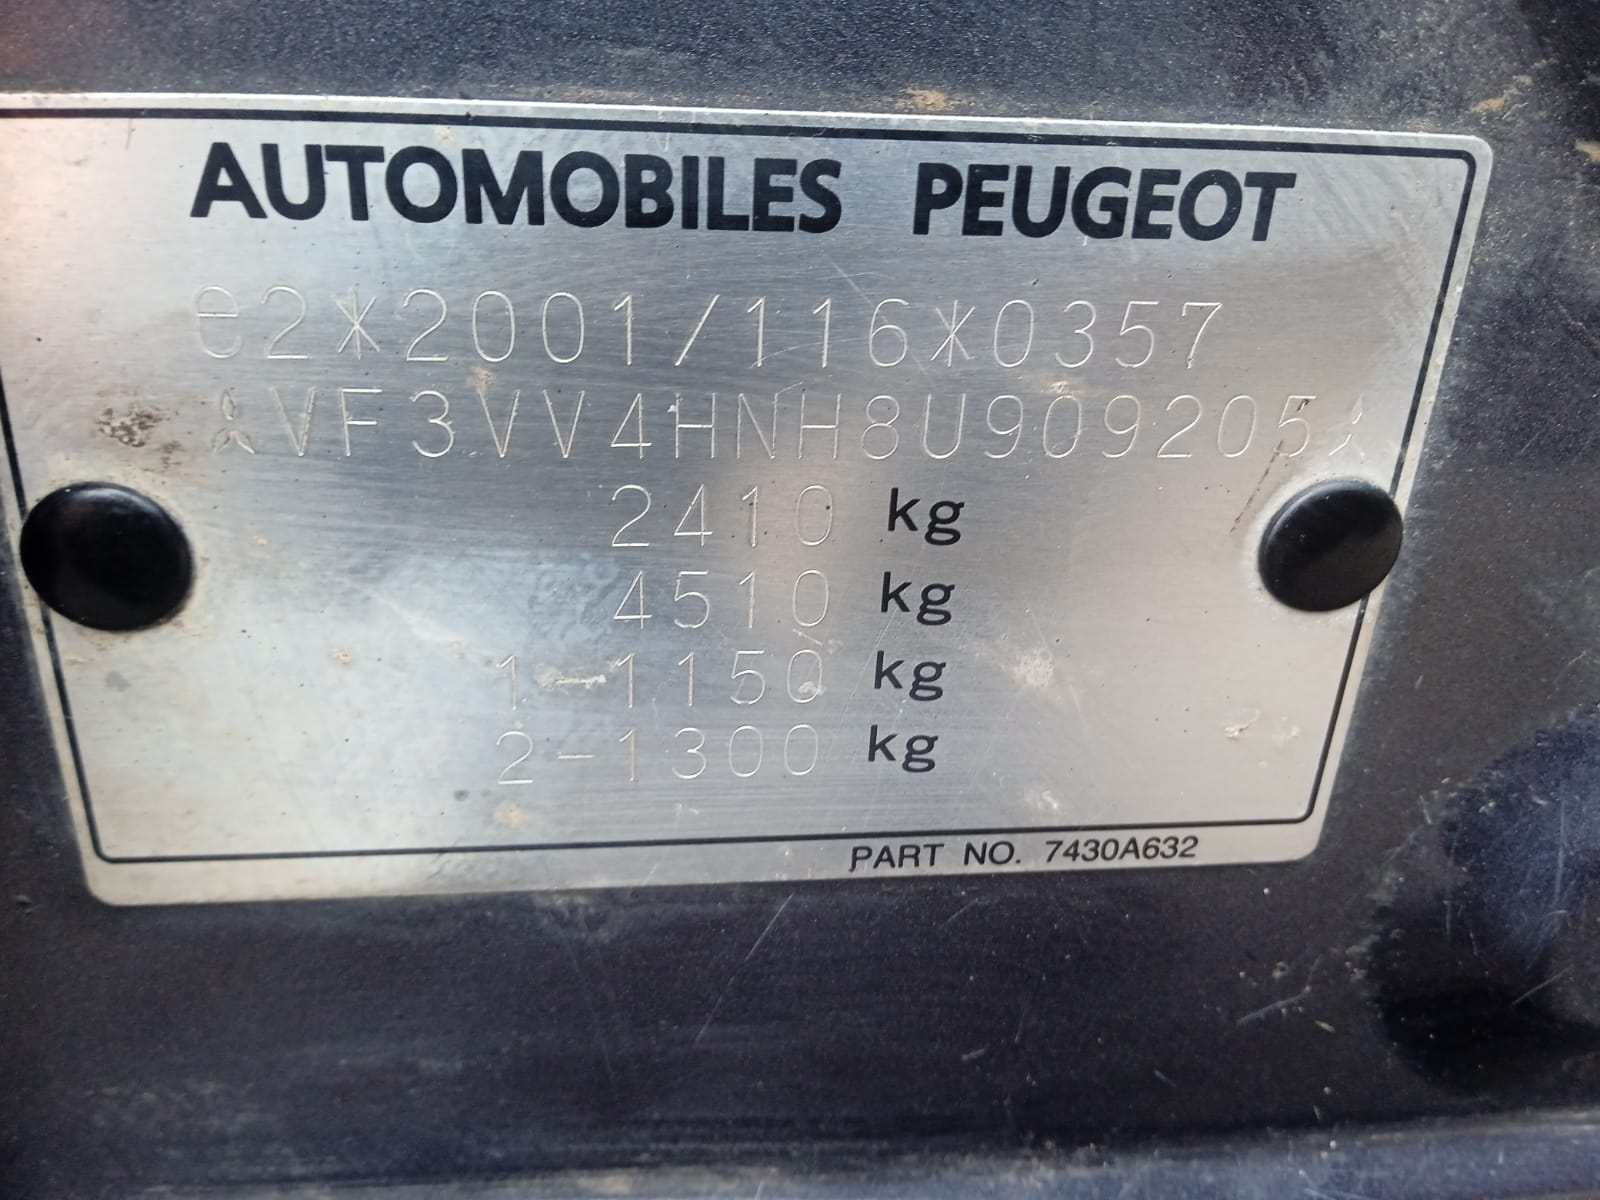 AUTOMOBILES PEUGEOT
e2*2001/116*0357
VF3VV4HNH8U909205
2410 kg
4510 kg
1-1150 kg
2-1300 kg
PART NO. 7430A632